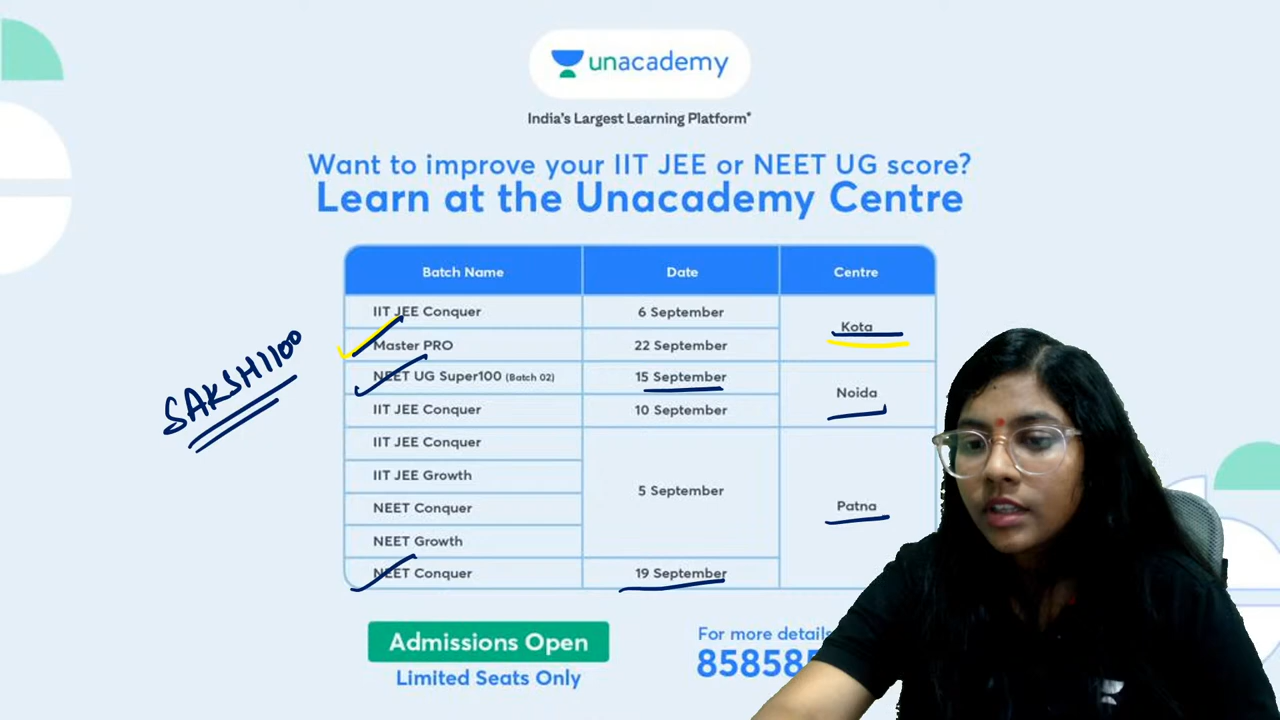 unacademy
India's Largest Learning Platform*
Want to improve your IIT JEE or NEET UG score?
Learn at the Unacademy Centre
Batch Name Date Centre
IIT JEE Conquer 6 September Kota
Master PRO 22 September
NEET UG Super100 (Batch 02) 15 September Noida
IIT JEE Conquer 10 September
IIT JEE Conquer 5 September Patna
IIT JEE Growth
NEET Conquer
NEET Growth
NEET Conquer 19 September
SAKSHI100
Admissions Open
Limited Seats Only
For more details